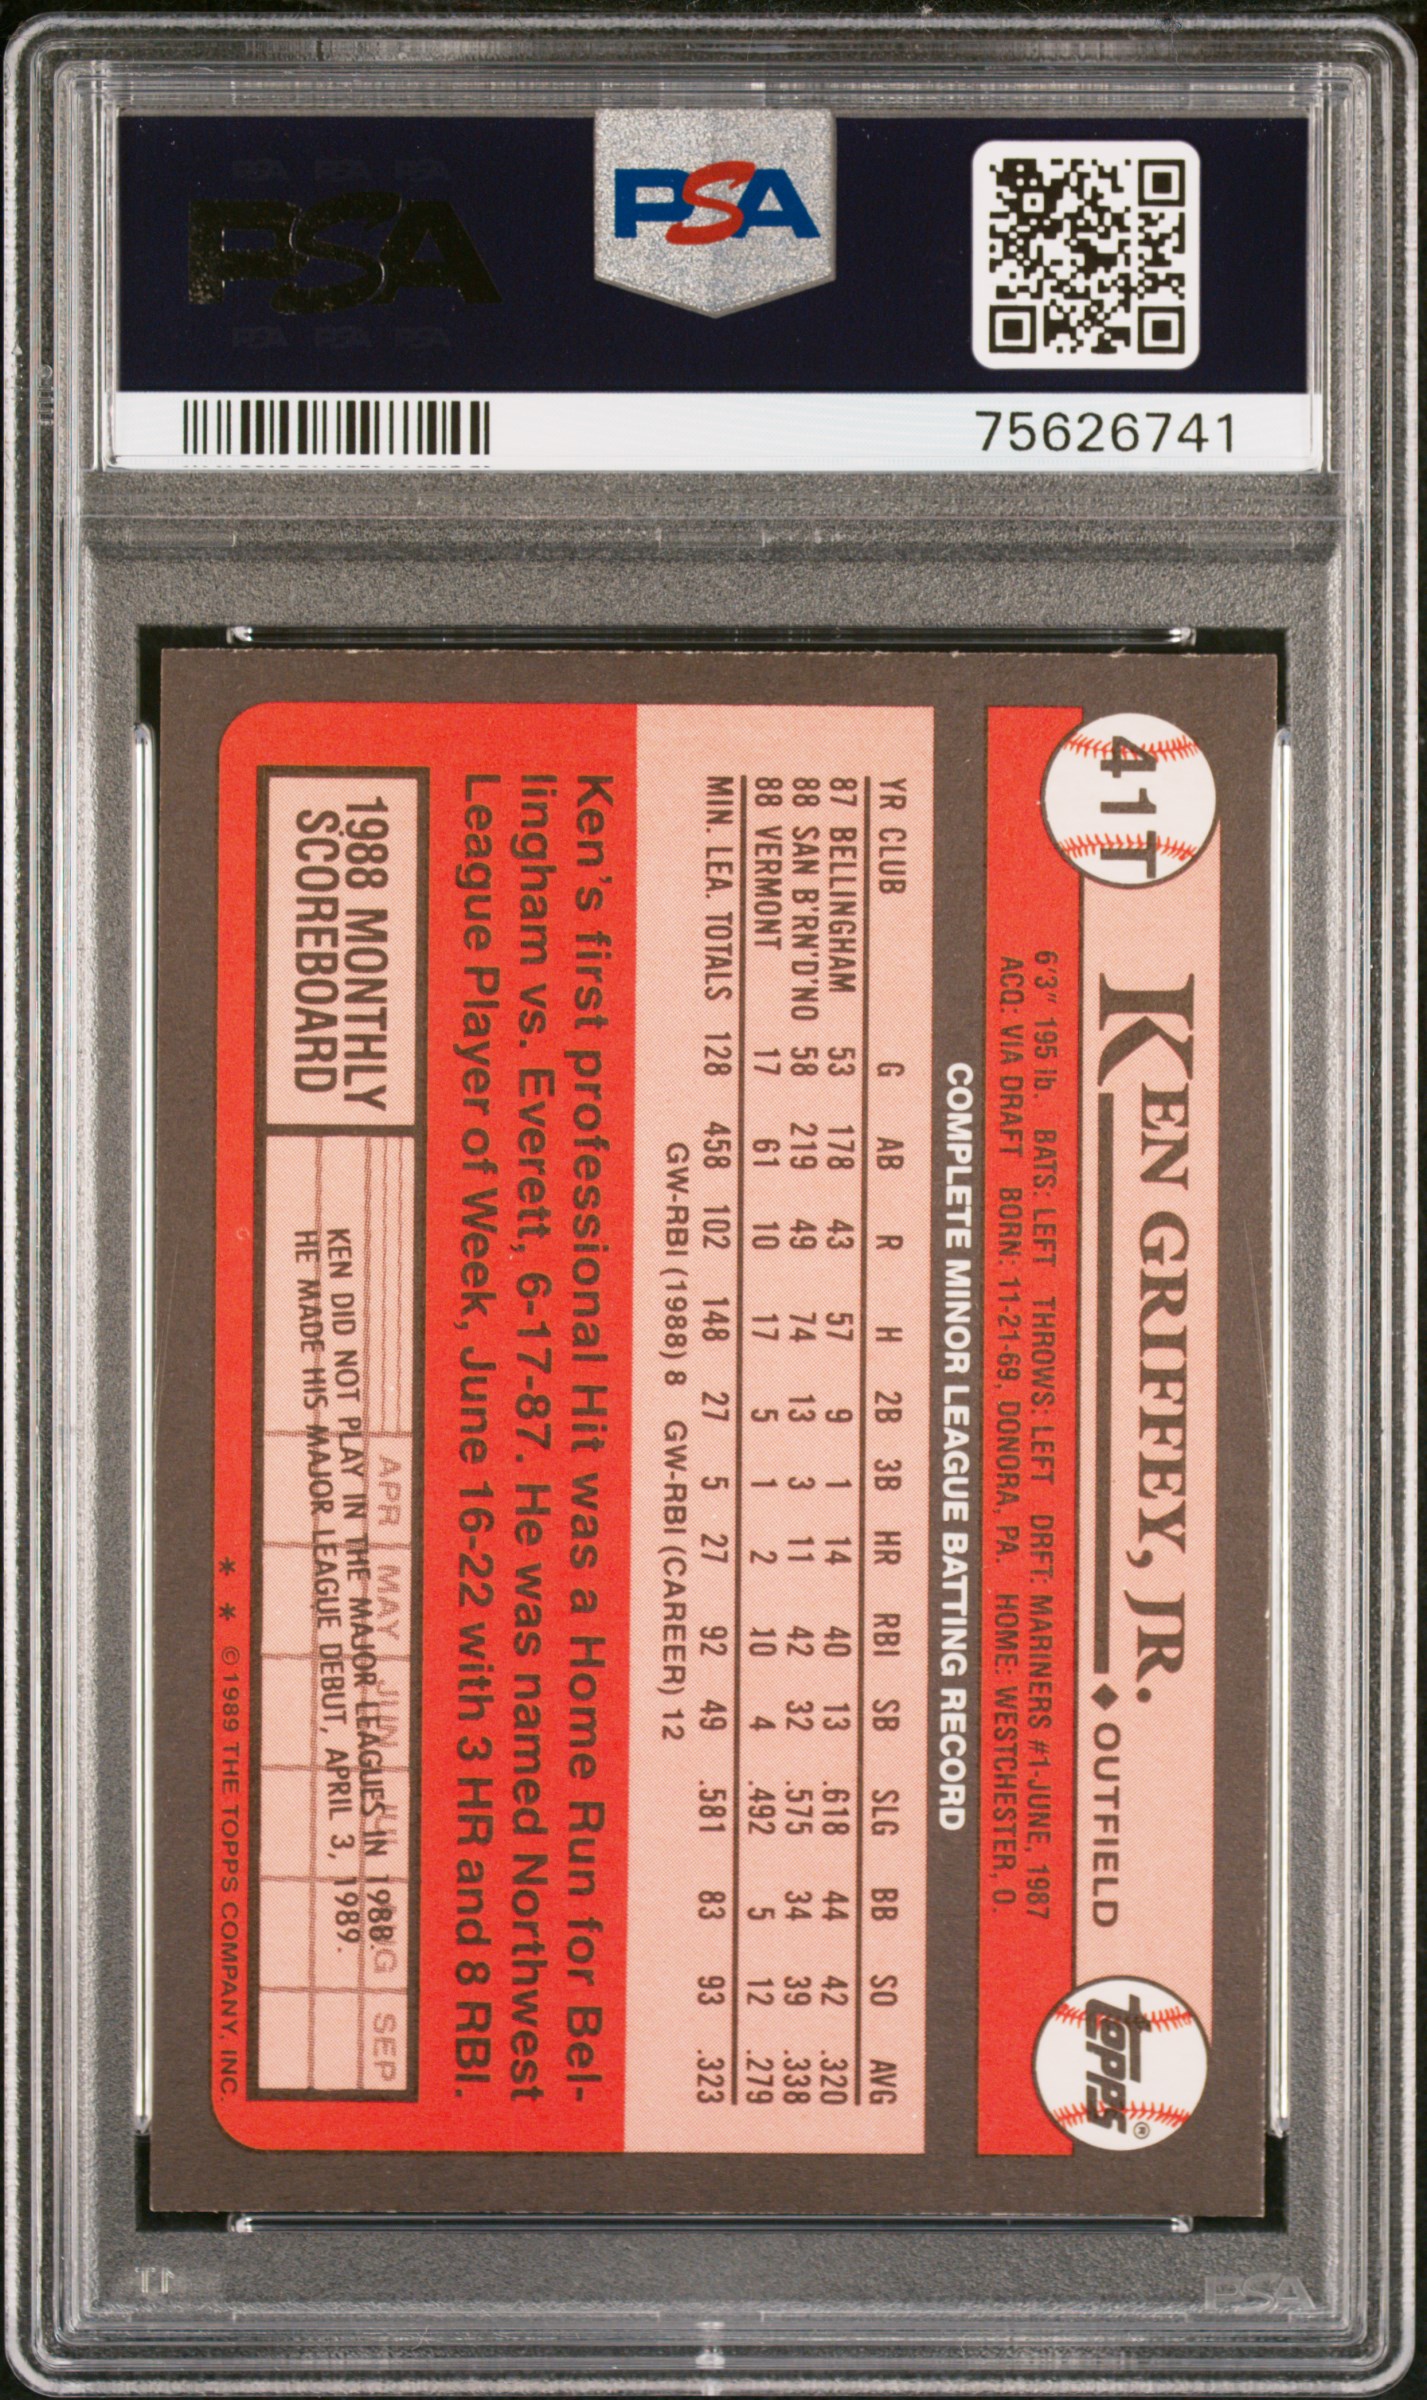 PSA PSA PSA
PSA
PSA PSA PSA
PSA
75626741
41T
KEN GRIFFEY, JR. ◆ OUTFIELD
Topps®
6'3" 195 lb. BATS: LEFT THROWS: LEFT DRFT: MARINERS #1-JUNE, 1987
ACQ: VIA DRAFT BORN: 11-21-69, DONORA, PA. HOME: WESTCHESTER, O.
COMPLETE MINOR LEAGUE BATTING RECORD
YR CLUB G AB R H 2B 3B HR RBI SB SLG BB SO AVG
87 BELLINGHAM 53 178 43 57 9 1 14 40 13 .618 44 42 .320
88 SAN B'RN'D'NO 58 219 49 74 13 3 11 42 32 .575 34 39 .338
88 VERMONT 17 61 10 17 5 1 2 10 4 .492 5 12 .279
MIN. LEA. TOTALS 128 458 102 148 27 5 27 92 49 .581 83 93 .323
GW-RBI (1988) 8 GW-RBI (CAREER) 12
Ken's first professional Hit was a Home Run for Bel-
lingham vs. Everett, 6-17-87. He was named Northwest
League Player of Week, June 16-22 with 3 HR and 8 RBI.
1988 MONTHLY
SCOREBOARD
APR MAY JUN JUL AUG SEP
KEN DID NOT PLAY IN THE MAJOR LEAGUES IN 1988.
HE MADE HIS MAJOR LEAGUE DEBUT, APRIL 3, 1989.
* * ©1989 THE TOPPS COMPANY, INC.
PSA